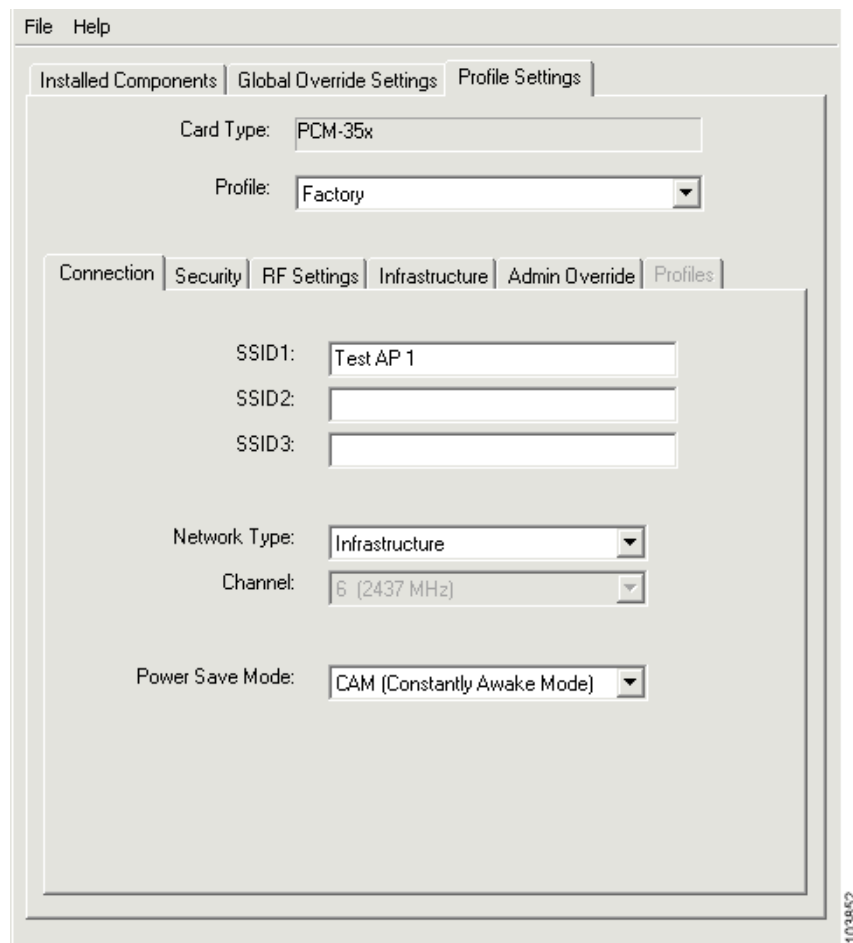 File Help
Installed Components Global Override Settings Profile Settings
Card Type: PCM-35x
Profile: Factory
Connection Security RF Settings Infrastructure Admin Override Profiles
SSID1: Test AP 1
SSID2:
SSID3:
Network Type: Infrastructure
Channel: 6 (2437 MHz)
Power Save Mode: CAM (Constantly Awake Mode)
103852